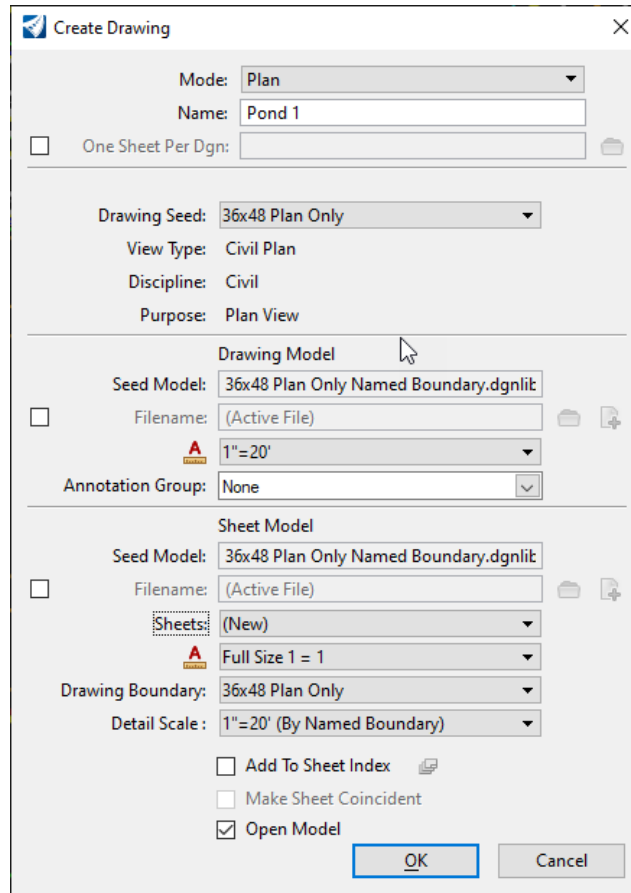 Create Drawing
Mode: Plan
Name: Pond 1
One Sheet Per Dgn:
Drawing Seed: 36x48 Plan Only
View Type: Civil Plan
Discipline: Civil
Purpose: Plan View
Drawing Model
Seed Model: 36x48 Plan Only Named Boundary.dgnlib
Filename: (Active File)
A 1"=20'
Annotation Group: None
Sheet Model
Seed Model: 36x48 Plan Only Named Boundary.dgnlib
Filename: (Active File)
Sheets: (New)
A Full Size 1 = 1
Drawing Boundary: 36x48 Plan Only
Detail Scale : 1"=20' (By Named Boundary)
Add To Sheet Index
Make Sheet Coincident
Open Model
OK Cancel